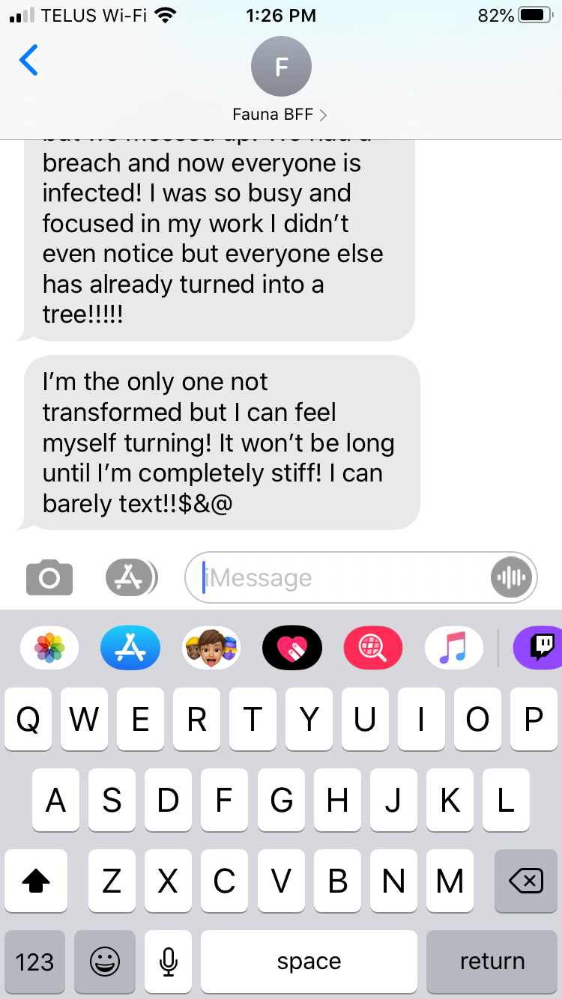 TELUS Wi-Fi 1:26 PM 82%
F
Fauna BFF
breach and now everyone is
infected! I was so busy and
focused in my work I didn’t
even notice but everyone else
has already turned into a
tree!!!!!
I’m the only one not
transformed but I can feel
myself turning! It won’t be long
until I’m completely stiff! I can
barely text!!$&@
iMessage
Q W E R T Y U I O P
A S D F G H J K L
Z X C V B N M
123 space return